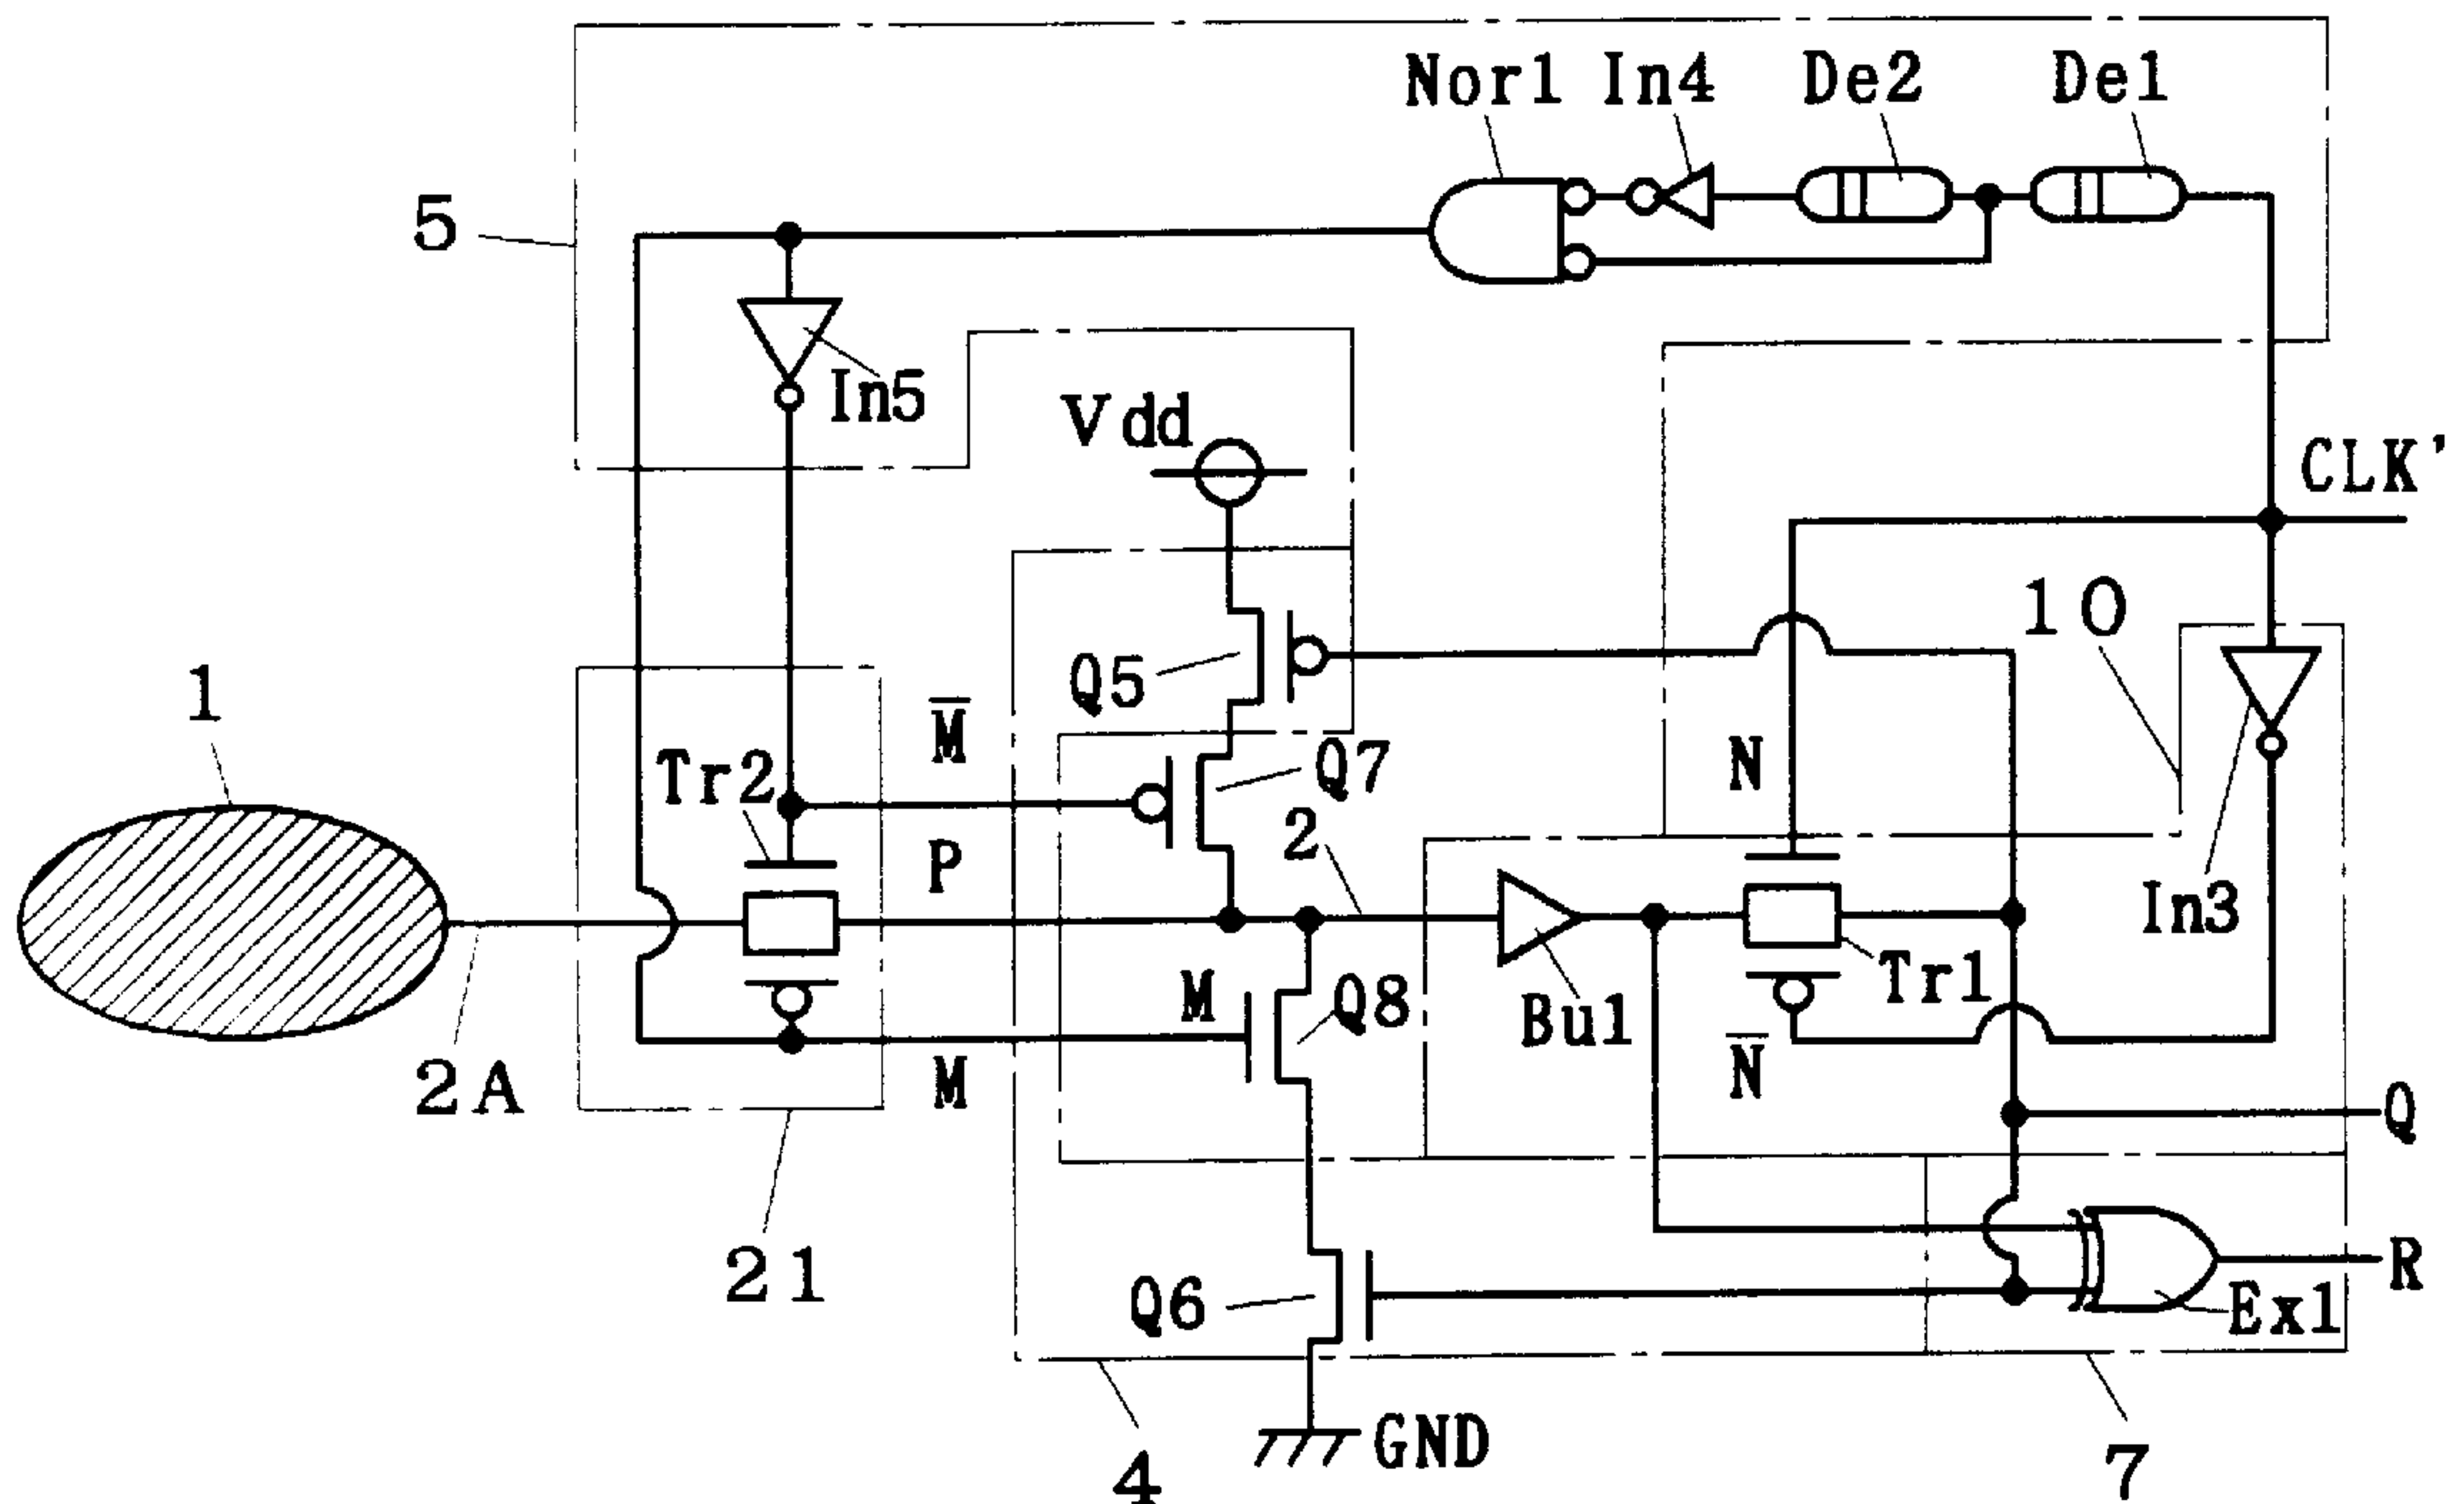 Nor1 In4 De2 De1
5
In5
Vdd
CLK'
10
Q5
1
M̅
Tr2
Q7
N
P
2
In3
M
Q8
Bu1
Tr1
2A
M
N̅
Q
21
Q6
R
Ex1
GND
4
7